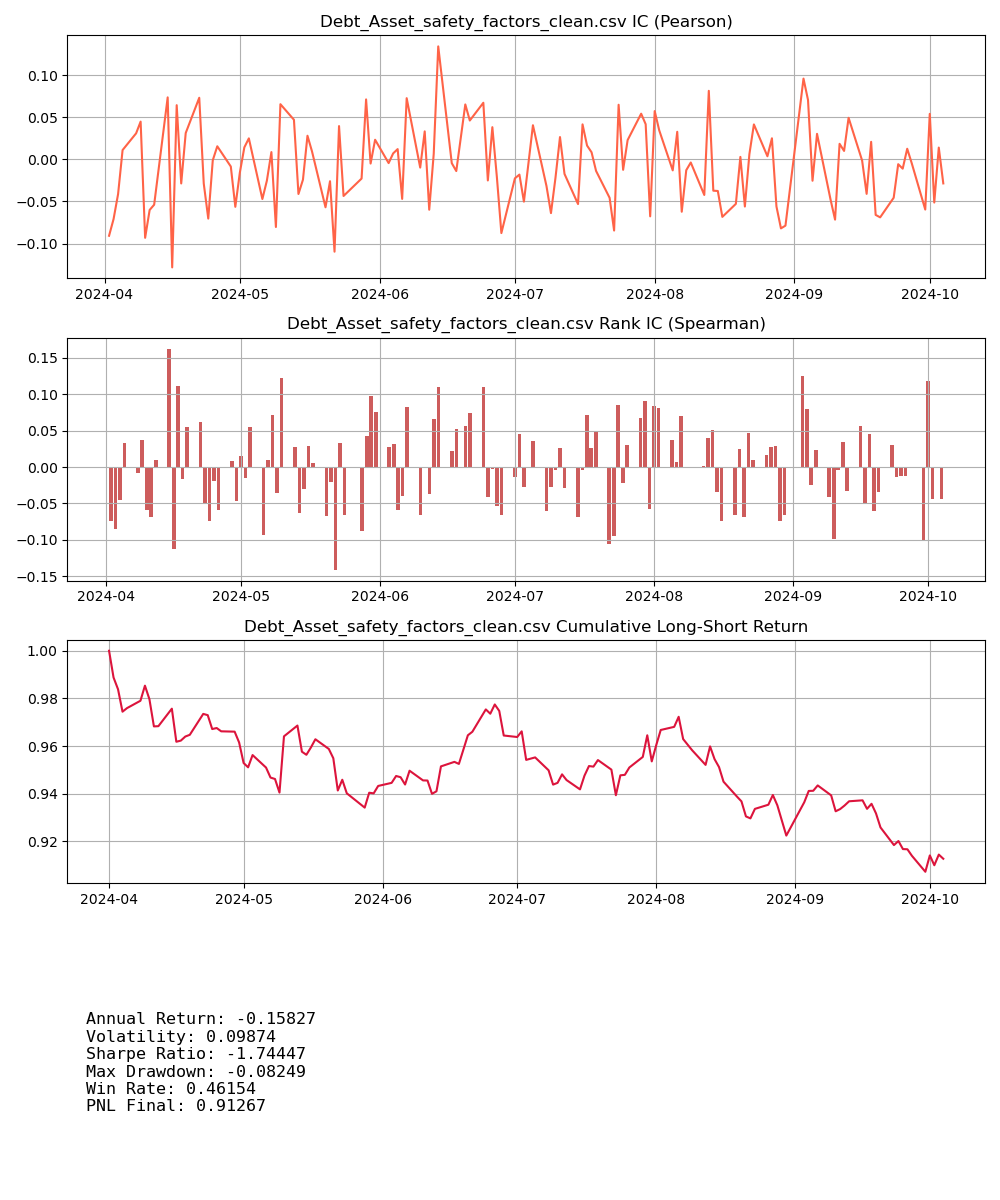 Debt_Asset_safety_factors_clean.csv IC (Pearson)
0.10
0.05
0.00
−0.05
−0.10
2024-04 2024-05 2024-06 2024-07 2024-08 2024-09 2024-10
Debt_Asset_safety_factors_clean.csv Rank IC (Spearman)
0.15
0.10
0.05
0.00
−0.05
−0.10
−0.15
2024-04 2024-05 2024-06 2024-07 2024-08 2024-09 2024-10
Debt_Asset_safety_factors_clean.csv Cumulative Long-Short Return
1.00
0.98
0.96
0.94
0.92
2024-04 2024-05 2024-06 2024-07 2024-08 2024-09 2024-10
Annual Return: -0.15827
Volatility: 0.09874
Sharpe Ratio: -1.74447
Max Drawdown: -0.08249
Win Rate: 0.46154
PNL Final: 0.91267